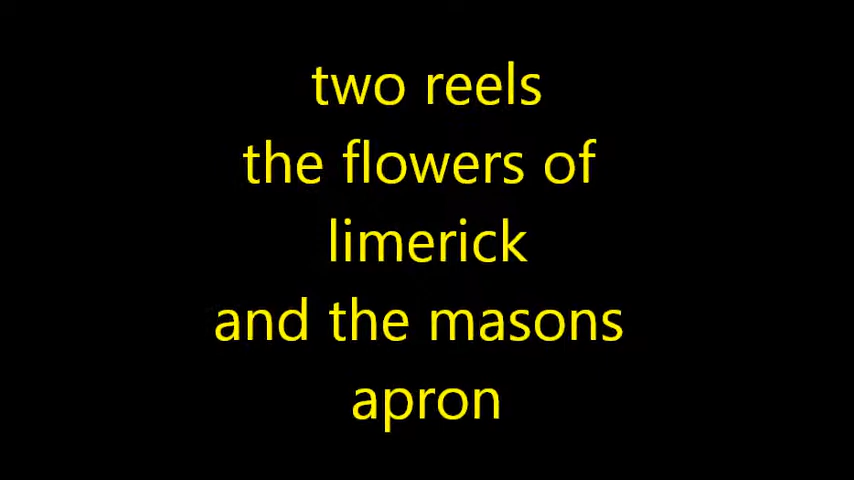 two reels
the flowers of
limerick
and the masons
apron